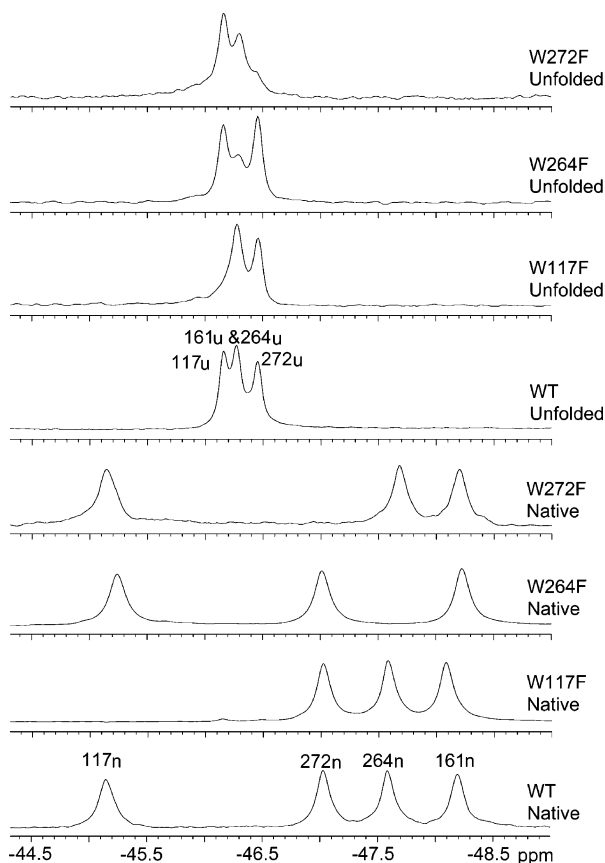 W272F
Unfolded
W264F
Unfolded
W117F
Unfolded
161u &264u
117u
272u
WT
Unfolded
W272F
Native
W264F
Native
W117F
Native
117n
272n
264n
161n
WT
Native
-44.5
-45.5
-46.5
-47.5
-48.5
ppm